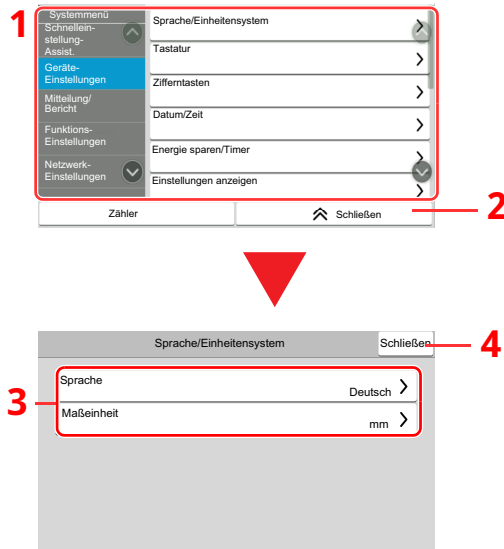 1
Systemmenü
Schnellein-
stellung-
Assist.
Geräte-
Einstellungen
Mitteilung/
Bericht
Funktions-
Einstellungen
Netzwerk-
Einstellungen
Sprache/Einheitensystem
Tastatur
Zifferntasten
Datum/Zeit
Energie sparen/Timer
Einstellungen anzeigen
Zähler
Schließen
2
Sprache/Einheitensystem
Schließen
4
3
Sprache
Deutsch
Maßeinheit
mm